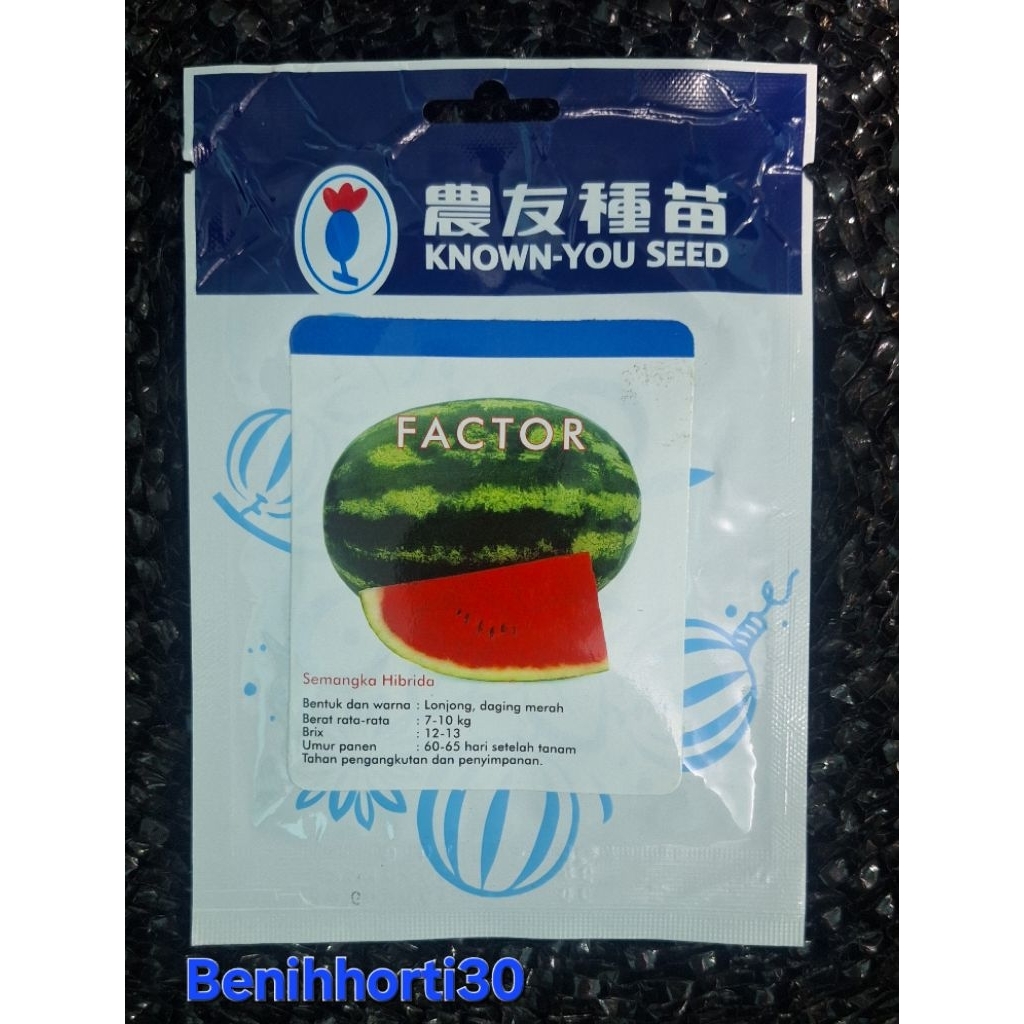 農友種苗
KNOWN-YOU SEED
FACTOR
Semangka Hibrida
Bentuk dan warna : Lonjong, daging merah
Berat rata-rata : 7-10 kg
Brix : 12-13
Umur panen : 60-65 hari setelah tanam
Tahan pengangkutan dan penyimpanan.
Benihhorti30